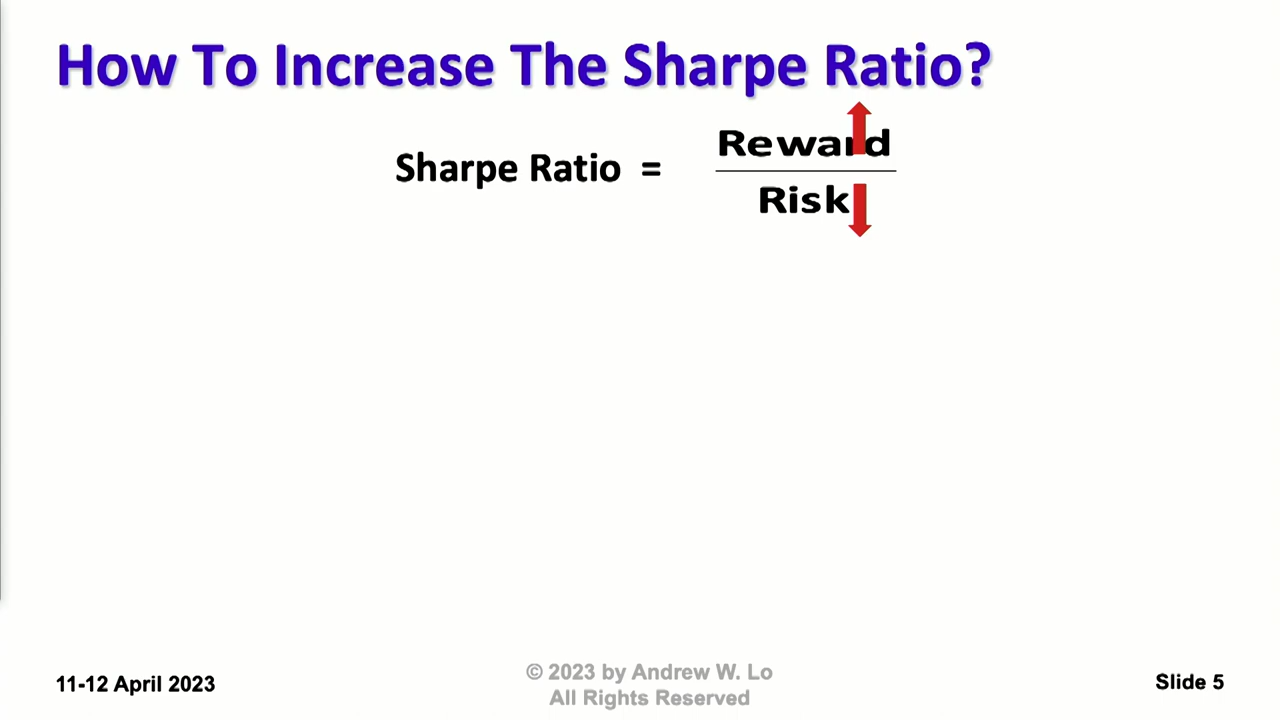 How To Increase The Sharpe Ratio?
Sharpe Ratio =
Reward
Risk
11-12 April 2023
© 2023 by Andrew W. Lo
All Rights Reserved
Slide 5